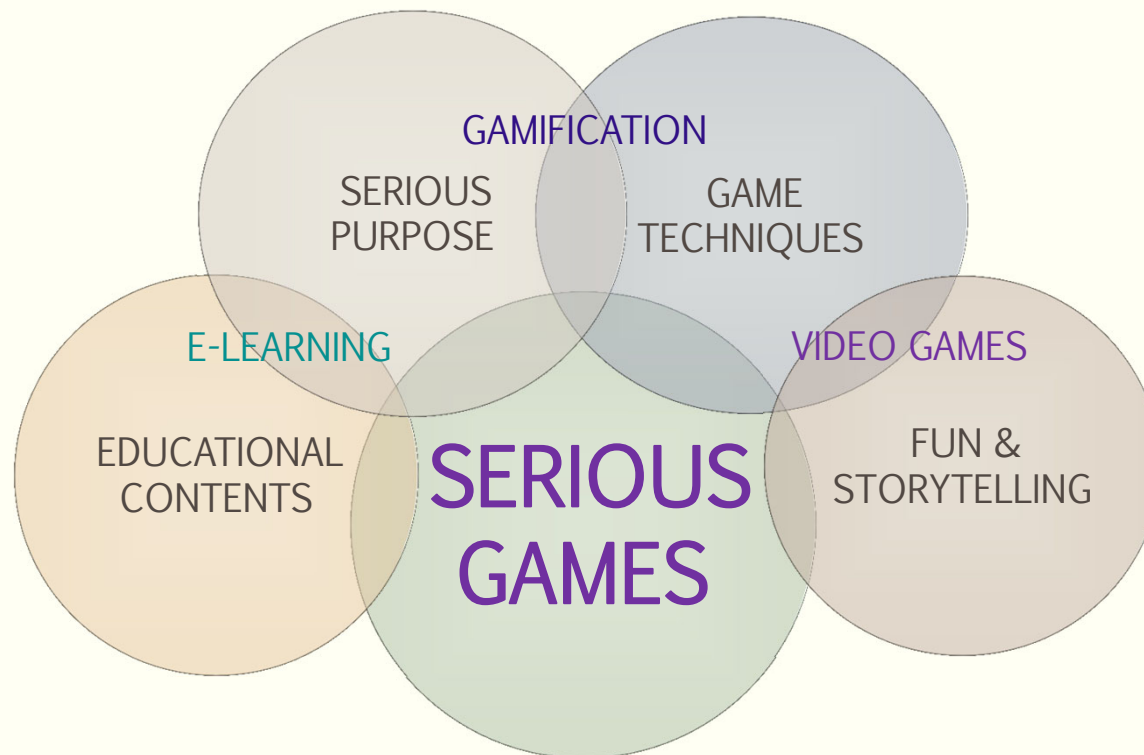 GAMIFICATION
SERIOUS
PURPOSE
GAME
TECHNIQUES
E-LEARNING
VIDEO GAMES
EDUCATIONAL
CONTENTS
SERIOUS
GAMES
FUN &
STORYTELLING